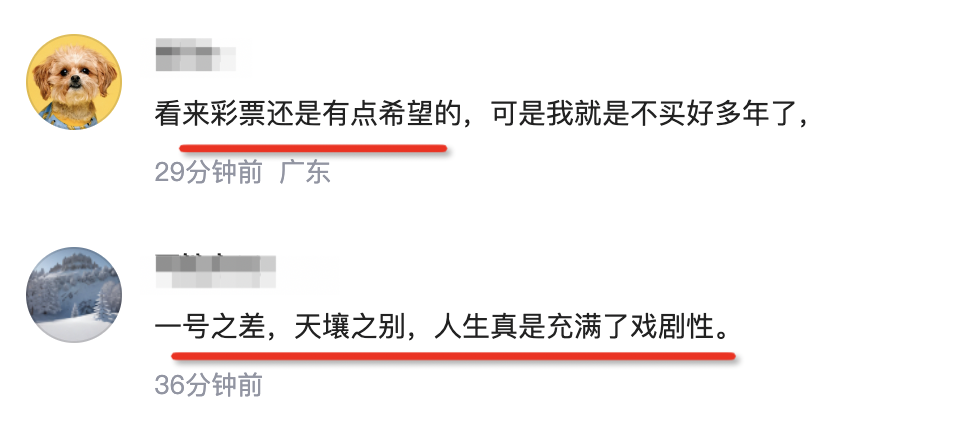 看来彩票还是有点希望的，可是我就是不买好多年了，
29分钟前 广东
一号之差，天壤之别，人生真是充满了戏剧性。
36分钟前